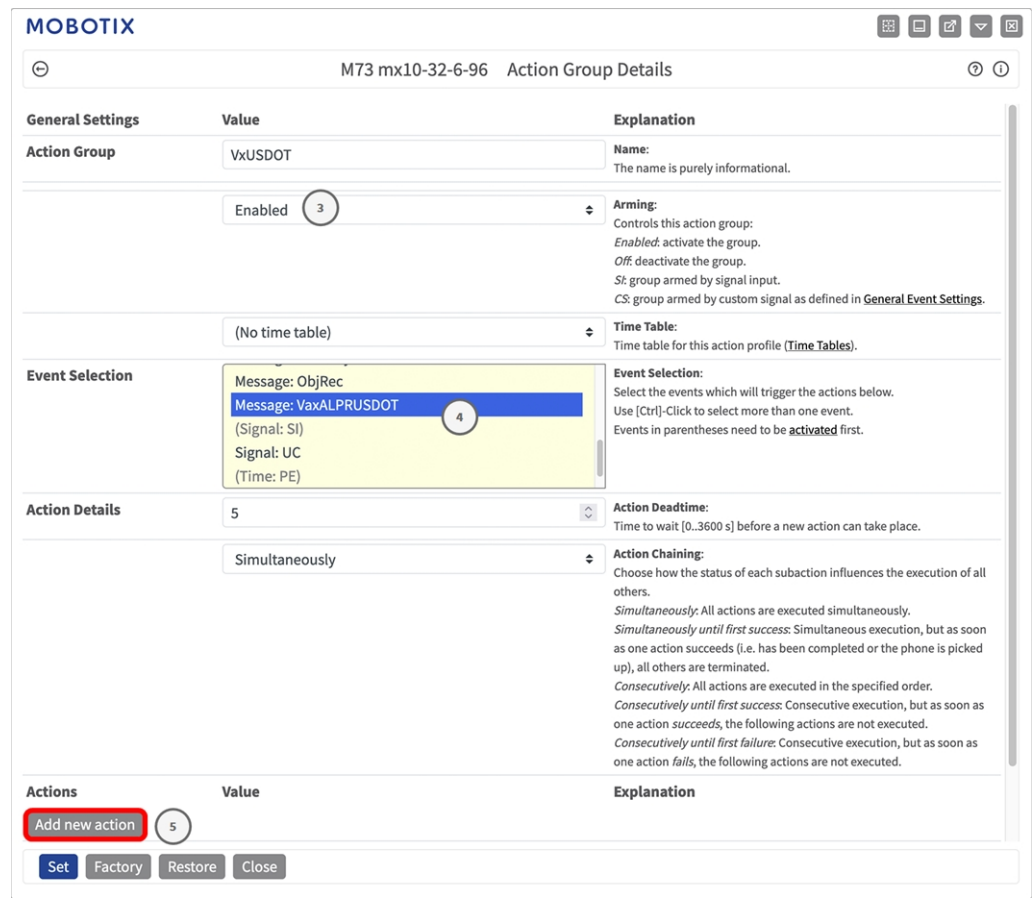 MOBOTIX
M73 mx10-32-6-96 Action Group Details
General Settings Value Explanation
Action Group VxUSDOT Name:
The name is purely informational.
Enabled 3 Arming:
Controls this action group:
Enabled: activate the group.
Off: deactivate the group.
SI: group armed by signal input.
CS: group armed by custom signal as defined in General Event Settings.
(No time table) Time Table:
Time table for this action profile (Time Tables).
Event Selection Event Selection:
Message: ObjRec
Message: VaxALPRUSDOT 4
(Signal: SI)
Signal: UC
(Time: PE)
Select the events which will trigger the actions below.
Use [Ctrl]-Click to select more than one event.
Events in parentheses need to be activated first.
Action Details 5 Action Deadtime:
Time to wait [0..3600 s] before a new action can take place.
Simultaneously Action Chaining:
Choose how the status of each subaction influences the execution of all
others.
Simultaneously: All actions are executed simultaneously.
Simultaneously until first success: Simultaneous execution, but as soon
as one action succeeds (i.e. has been completed or the phone is picked
up), all others are terminated.
Consecutively: All actions are executed in the specified order.
Consecutively until first success: Consecutive execution, but as soon as
one action succeeds, the following actions are not executed.
Consecutively until first failure: Consecutive execution, but as soon as
one action fails, the following actions are not executed.
Actions Value Explanation
Add new action 5
Set Factory Restore Close